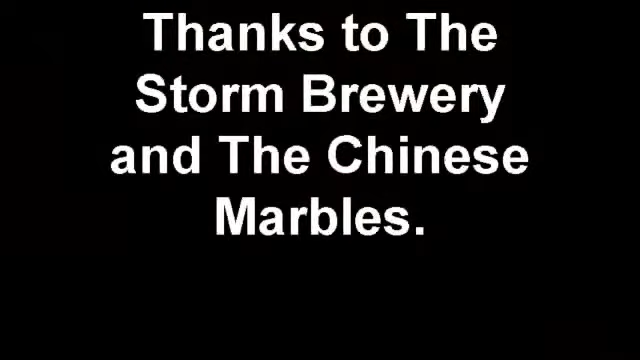 Thanks to The
Storm Brewery
and The Chinese
Marbles.